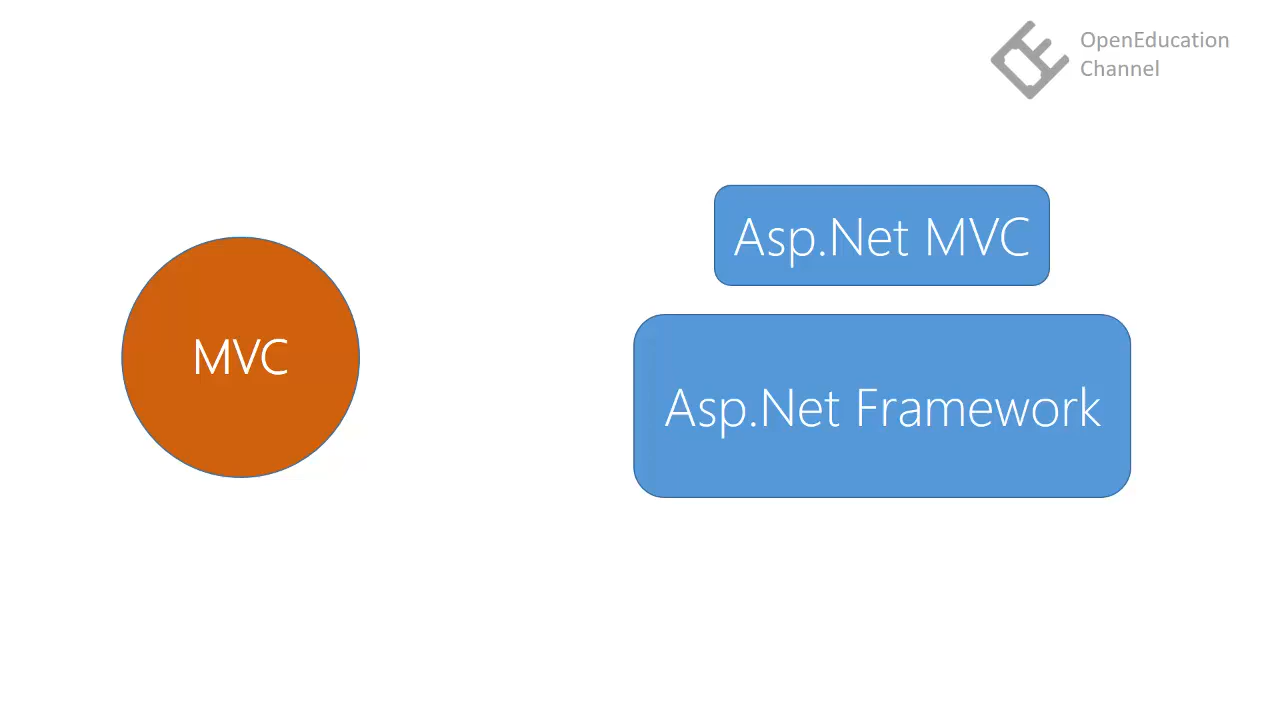 OpenEducation
Channel
Asp.Net MVC
MVC
Asp.Net Framework